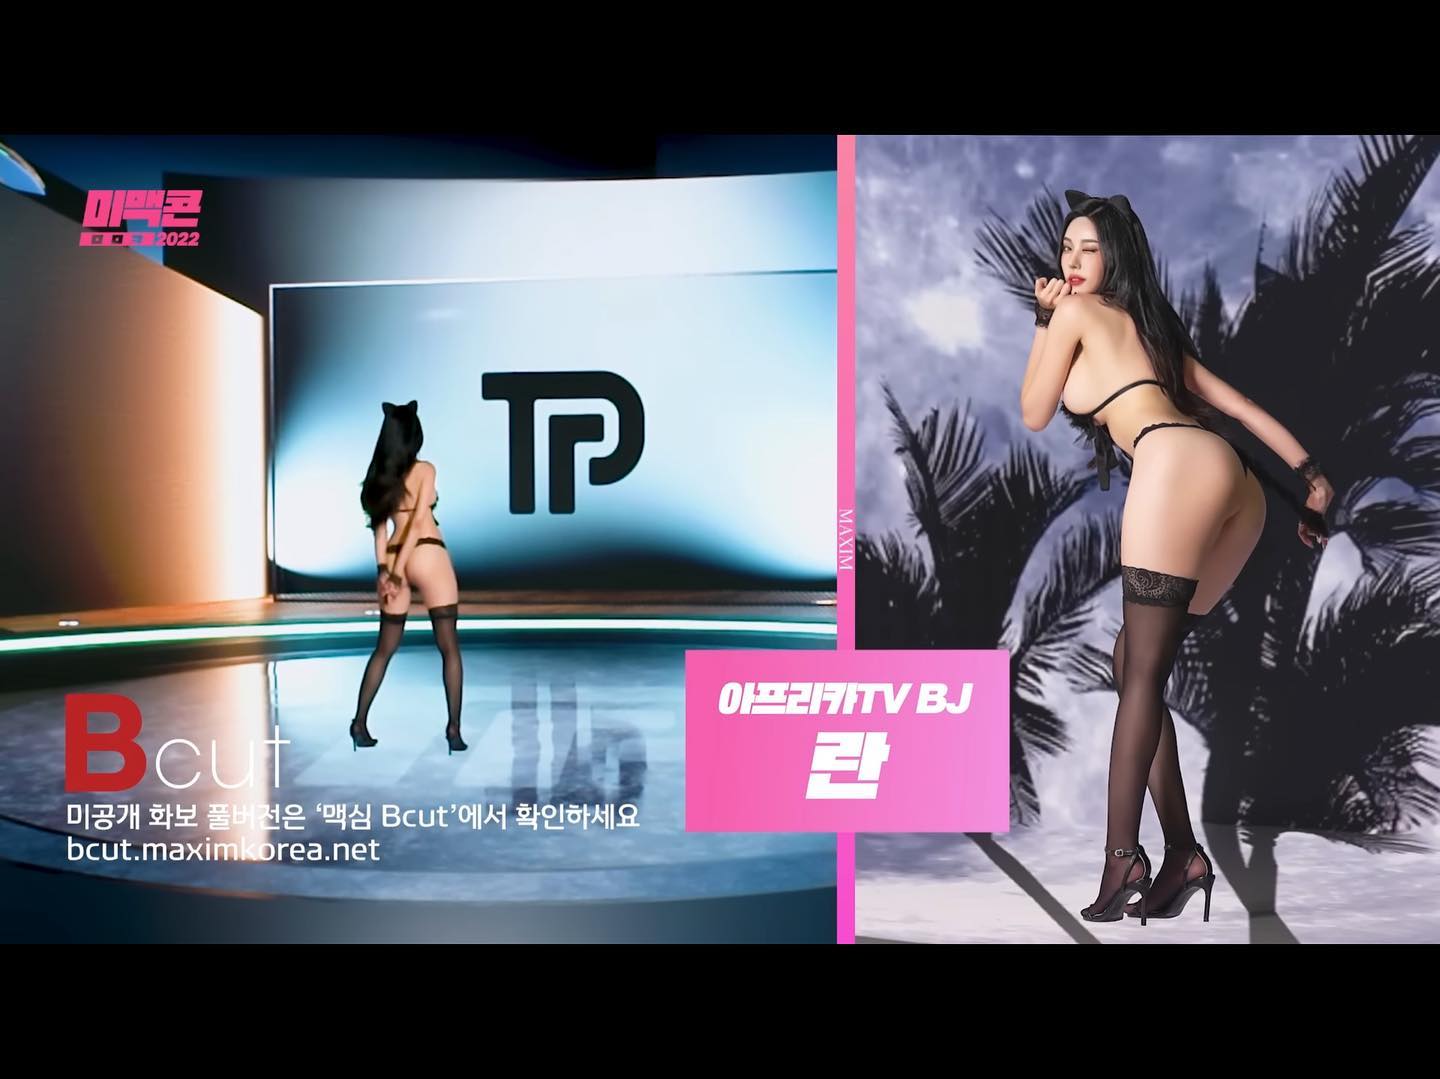 미맥콘
ㅁㅁㅋ 2022
TP
MAXIM
아프리카TV BJ
란
Bcut
미공개 화보 풀버전은 ‘맥심 Bcut’에서 확인하세요
bcut.maximkorea.net